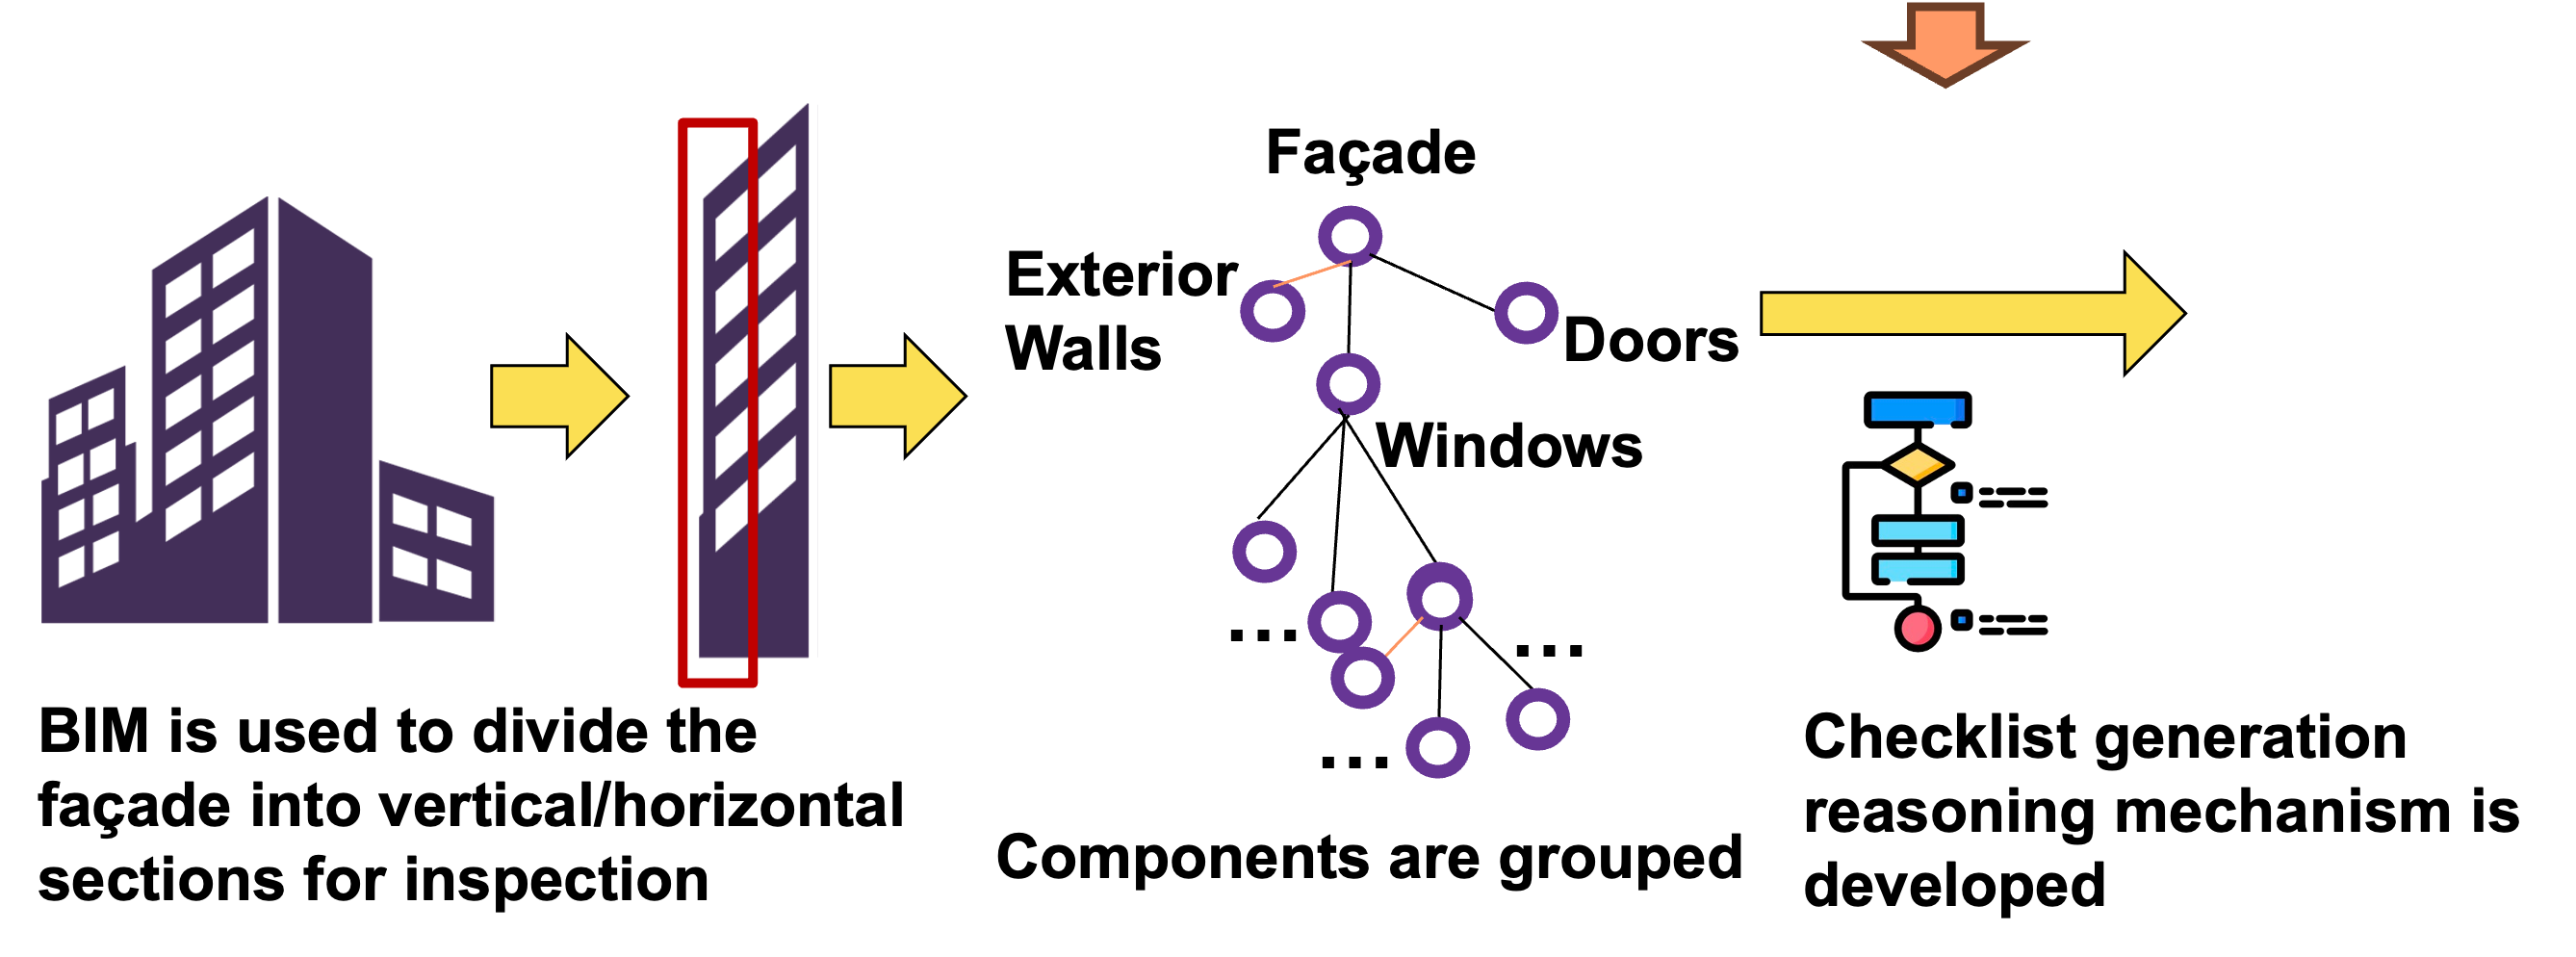 Façade
Exterior
Walls
Doors
Windows
...
...
...
BIM is used to divide the
façade into vertical/horizontal
sections for inspection
Components are grouped
Checklist generation
reasoning mechanism is
developed